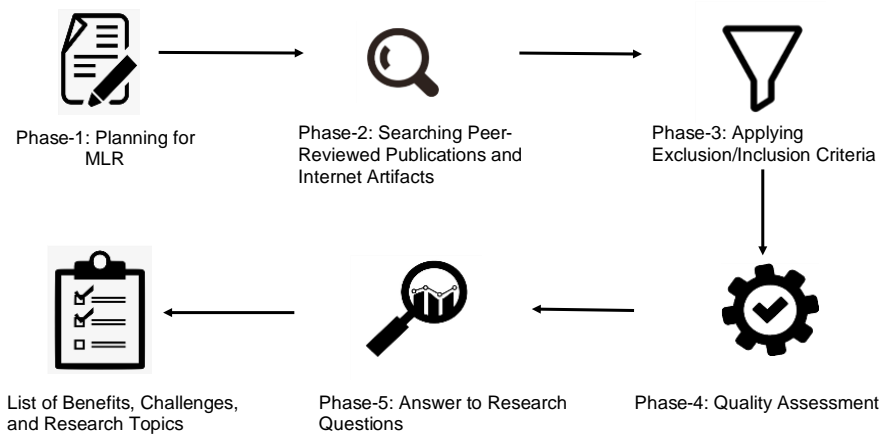 Phase-1: Planning for
MLR
Phase-2: Searching Peer-
Reviewed Publications and
Internet Artifacts
Phase-3: Applying
Exclusion/Inclusion Criteria
Phase-4: Quality Assessment
Phase-5: Answer to Research
Questions
List of Benefits, Challenges,
and Research Topics